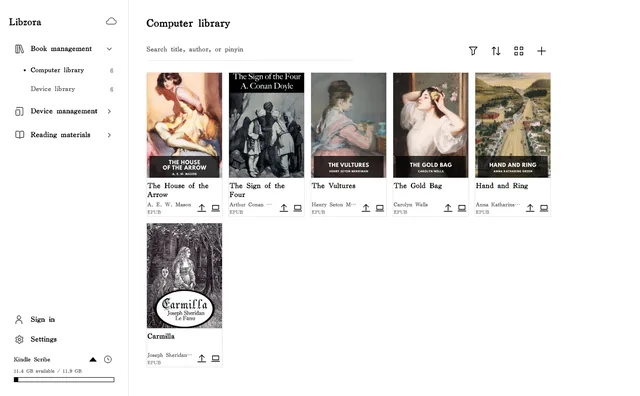 Libzora
Book management
Computer library 6
Device library 6
Device management
Reading materials
Sign in
Settings
Kindle Scribe
11.4 GB available / 11.8 GB
Computer library
Search title, author, or pinyin
THE HOUSE
OF THE ARROW
A. E. W. MASON
The House of the
Arrow
A. E. W. Mason
EPUB
The Sign of the Four
A. Conan Doyle
The Sign of the
Four
Arthur Conan ···
EPUB
THE VULTURES
HENRY SETON MERRIMAN
The Vultures
Henry Seton M···
EPUB
THE GOLD BAG
CAROLYN WELLS
The Gold Bag
Carolyn Wells
EPUB
HAND AND RING
ANNA KATHARINE GREEN
Hand and Ring
Anna Katharine···
EPUB
Carmilla
Joseph Sheridan
Le Fanu
Carmilla
Joseph Sheridan···
EPUB